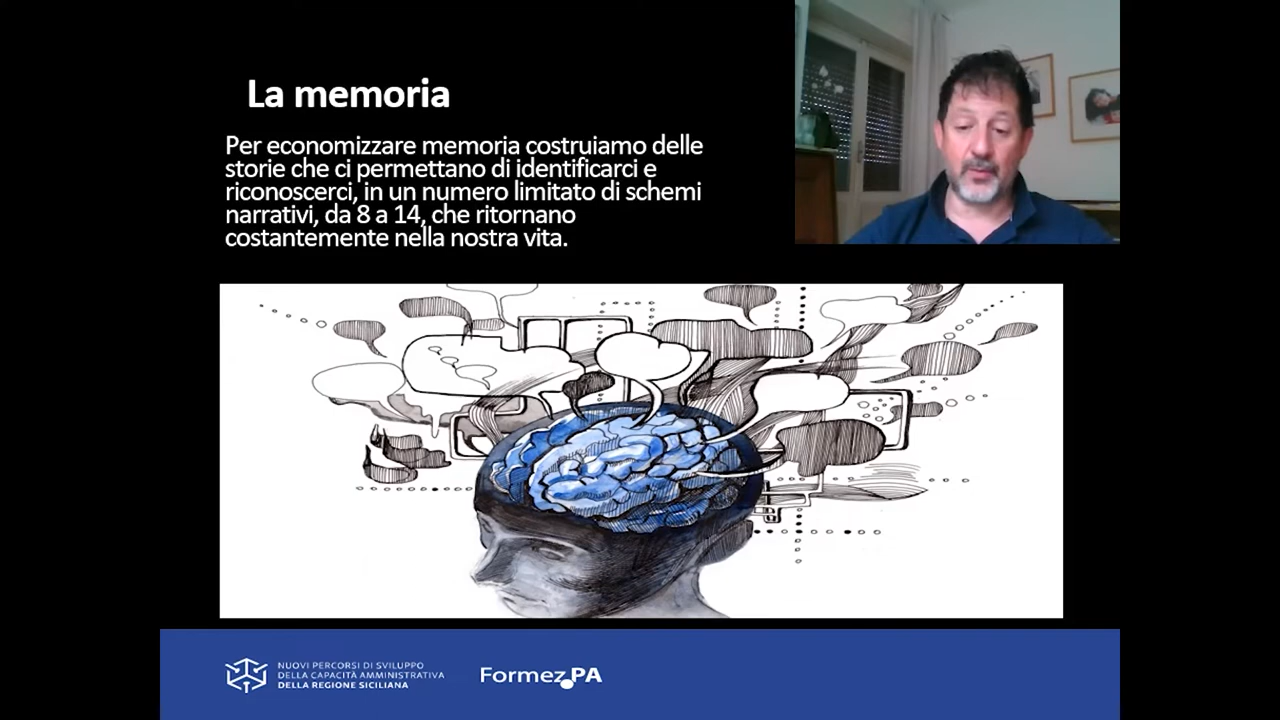 La memoria
Per economizzare memoria costruiamo delle
storie che ci permettano di identificarci e
riconoscerci, in un numero limitato di schemi
narrativi, da 8 a 14, che ritornano
costantemente nella nostra vita.
NUOVI PERCORSI DI SVILUPPO
DELLA CAPACITÀ AMMINISTRATIVA
DELLA REGIONE SICILIANA
Formez PA